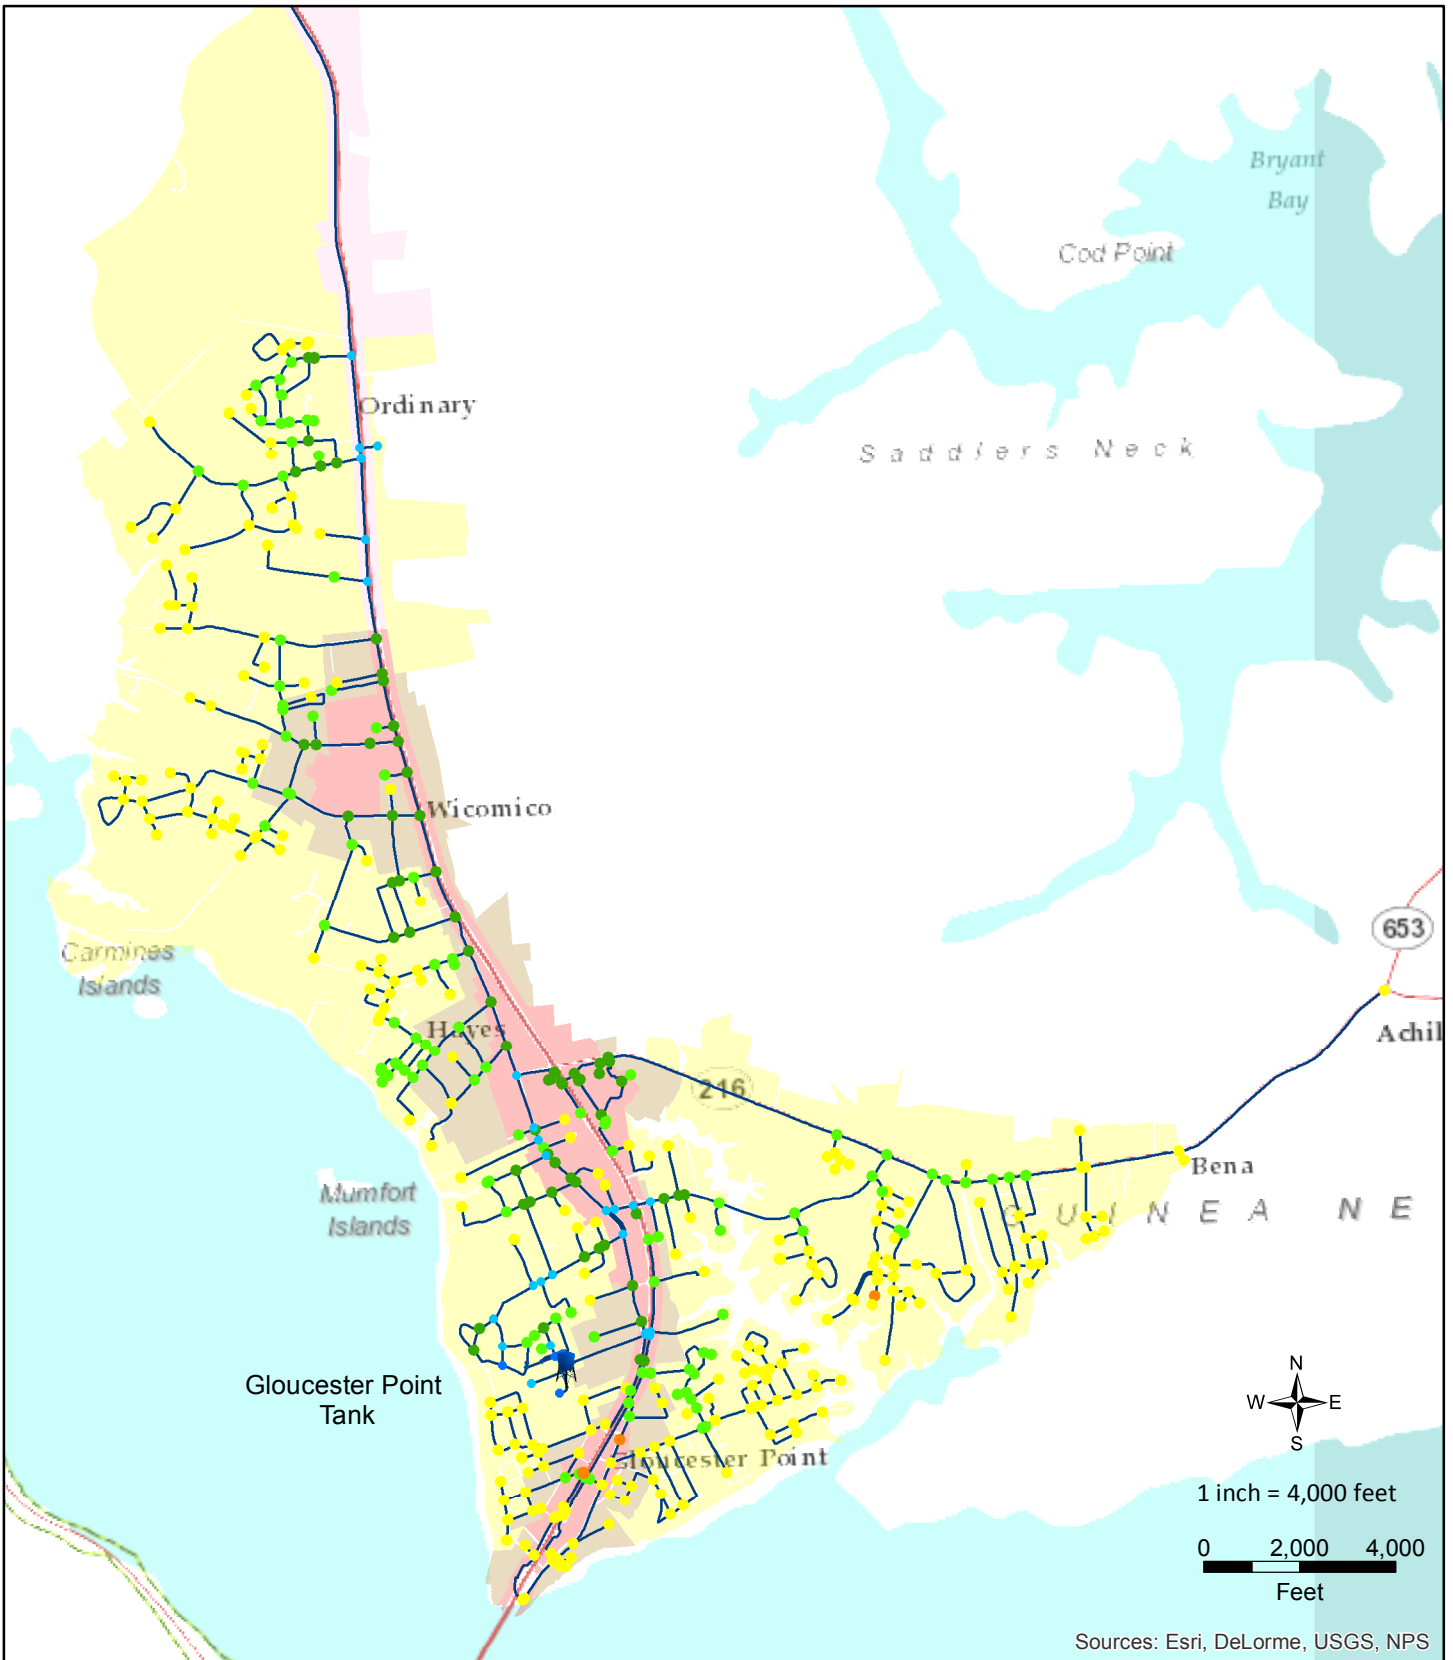 Bryant
Bay
Cod Point
Ordinary
Saddlers Neck
Wicomico
653
Carmines
Islands
Hayes
Achil
216
Bena
Mumfort
Islands
GUINEA NE
Gloucester Point
Tank
N
W E
S
Gloucester Point
1 inch = 4,000 feet
0 2,000 4,000
Feet
Sources: Esri, DeLorme, USGS, NPS